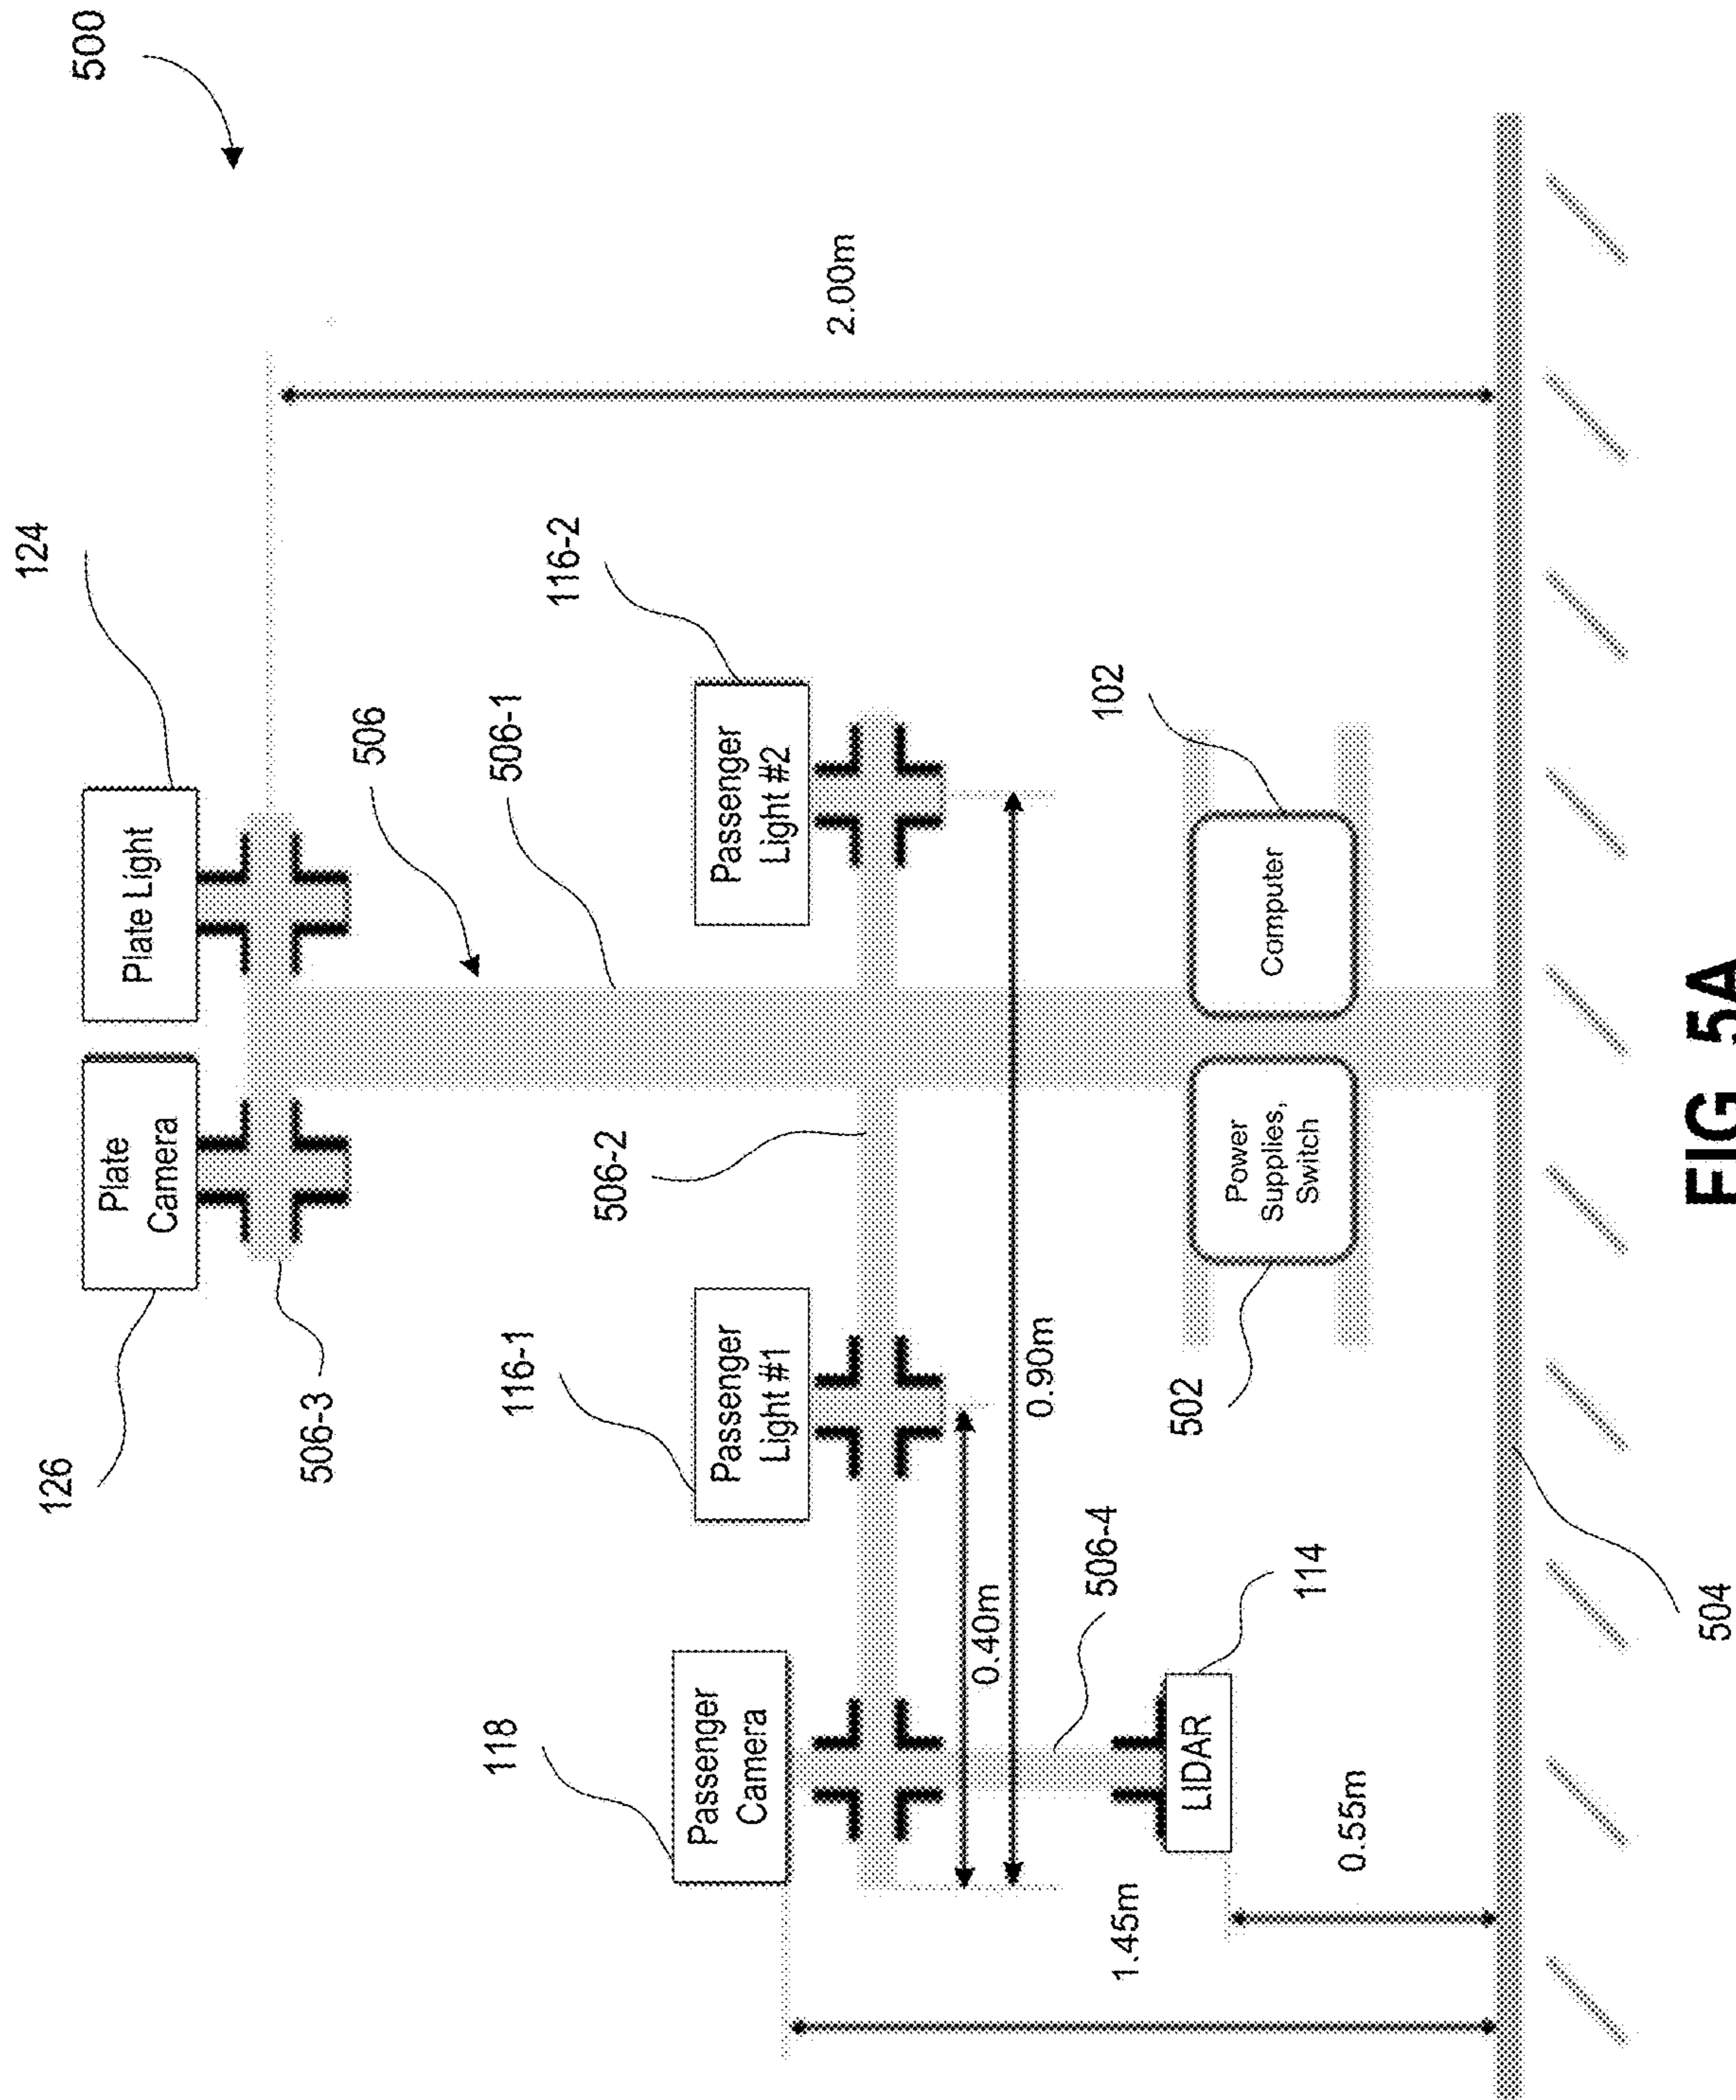 500
124
Plate Light
126
Plate
Camera
506
506-1
506-3
116-2
Passenger
Light #2
2.00m
506-2
116-1
Passenger
Light #1
118
Passenger
Camera
0.40m
0.90m
102
Computer
Power
Supplies,
Switch
502
506-4
114
LIDAR
1.45m
0.55m
504
FIG. 5A